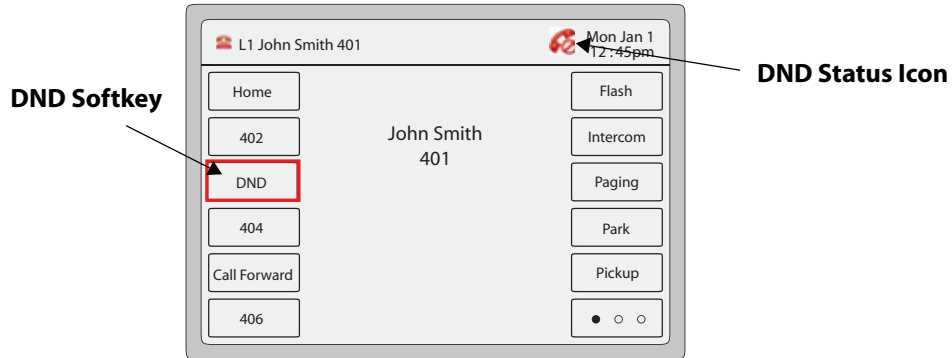 L1 John Smith 401
Mon Jan 1
12:45pm
DND Status Icon
DND Softkey
Home
Flash
402
John Smith
401
Intercom
DND
Paging
404
Park
Call Forward
Pickup
406